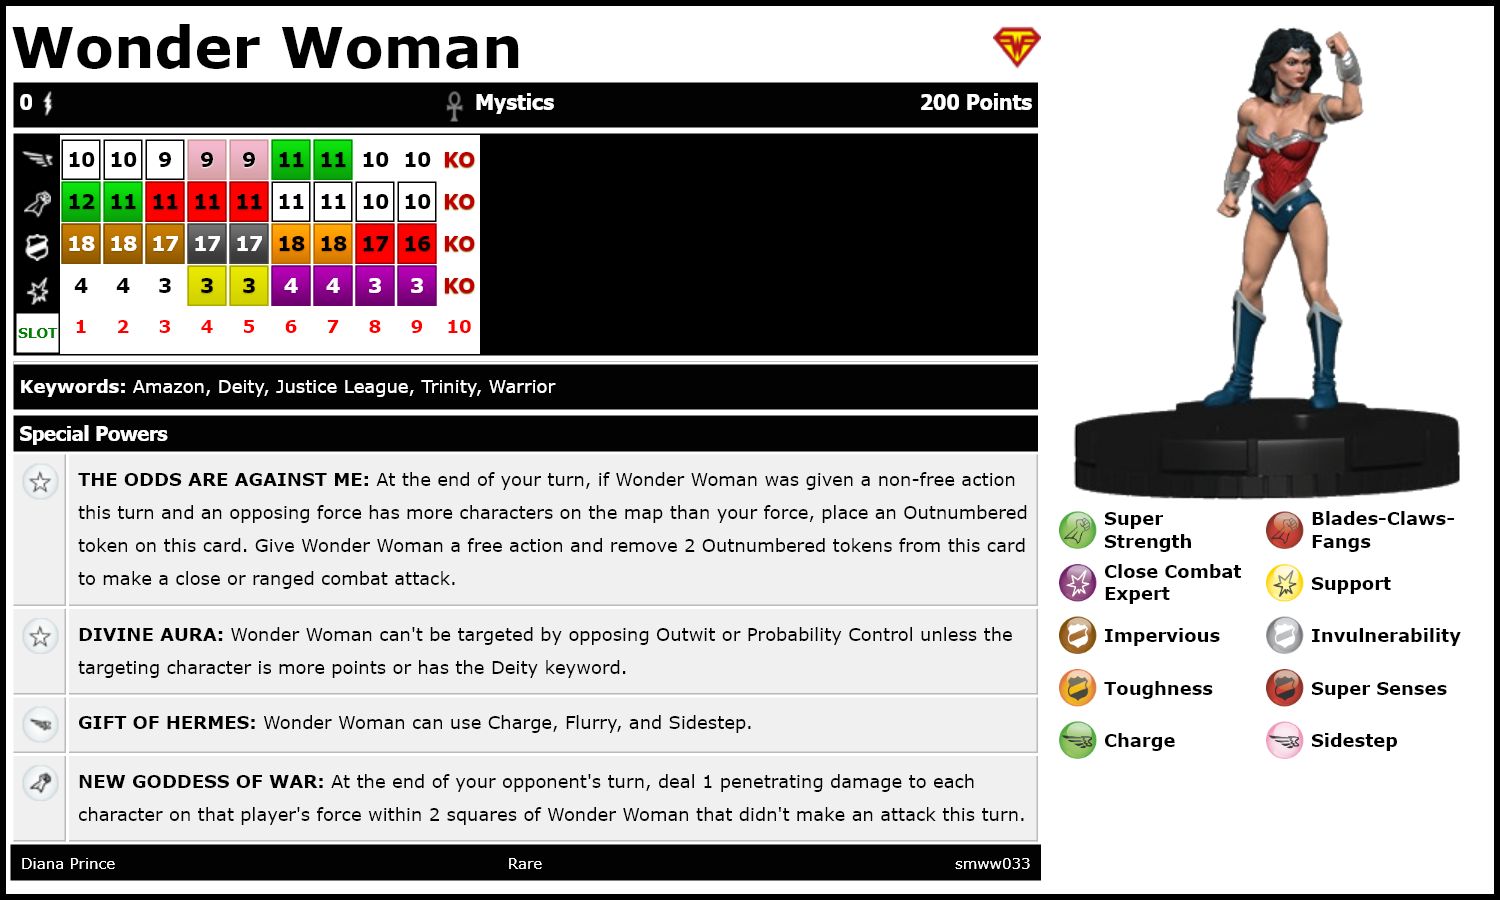 Wonder Woman
0 Mystics 200 Points
10 10 9 9 9 11 11 10 10 KO
12 11 11 11 11 11 11 10 10 KO
18 18 17 17 17 18 18 17 16 KO
4 4 3 3 3 4 4 3 3 KO
SLOT 1 2 3 4 5 6 7 8 9 10
Keywords: Amazon, Deity, Justice League, Trinity, Warrior
Special Powers
THE ODDS ARE AGAINST ME: At the end of your turn, if Wonder Woman was given a non-free action
this turn and an opposing force has more characters on the map than your force, place an Outnumbered
token on this card. Give Wonder Woman a free action and remove 2 Outnumbered tokens from this card
to make a close or ranged combat attack.
DIVINE AURA: Wonder Woman can't be targeted by opposing Outwit or Probability Control unless the
targeting character is more points or has the Deity keyword.
GIFT OF HERMES: Wonder Woman can use Charge, Flurry, and Sidestep.
NEW GODDESS OF WAR: At the end of your opponent's turn, deal 1 penetrating damage to each
character on that player's force within 2 squares of Wonder Woman that didn't make an attack this turn.
Diana Prince Rare smww033
Super
Strength
Blades-Claws-
Fangs
Close Combat
Expert
Support
Impervious
Invulnerability
Toughness
Super Senses
Charge
Sidestep